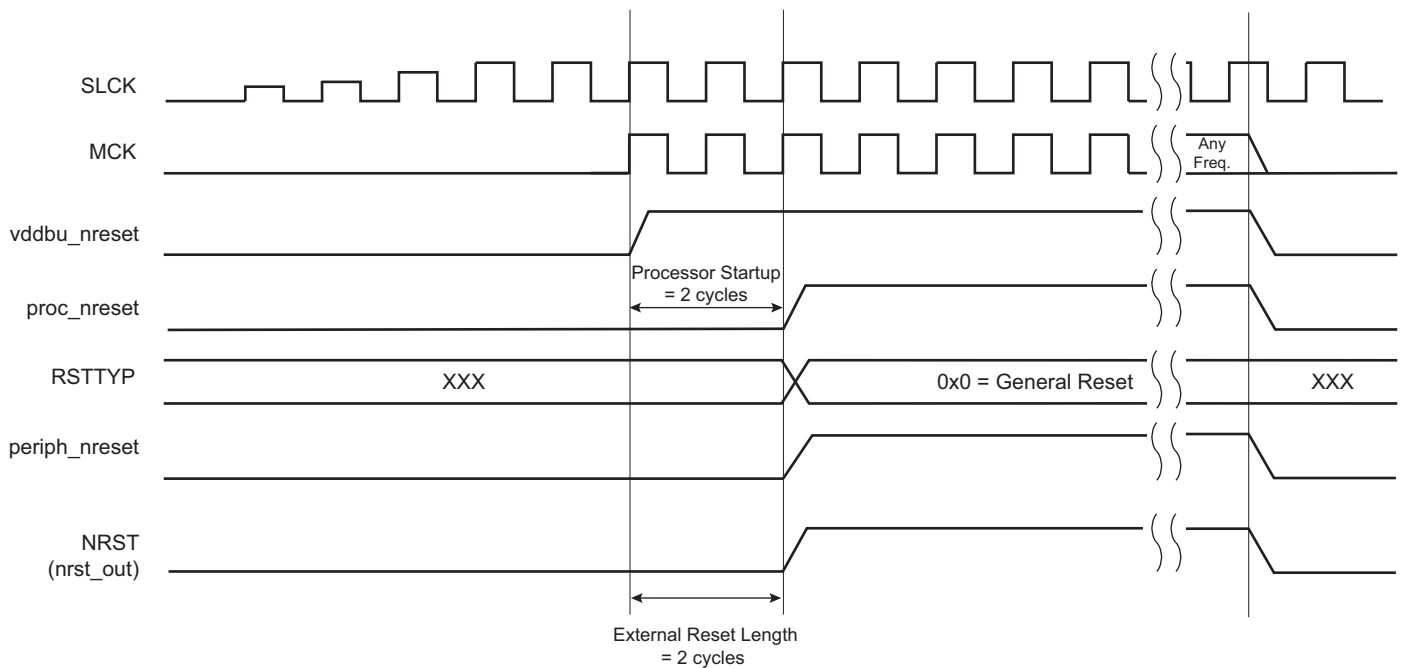 SLCK
MCK
Any
Freq.
vddbu_nreset
Processor Startup
= 2 cycles
proc_nreset
RSTTYP
XXX
0x0 = General Reset
XXX
periph_nreset
NRST
(nrst_out)
External Reset Length
= 2 cycles